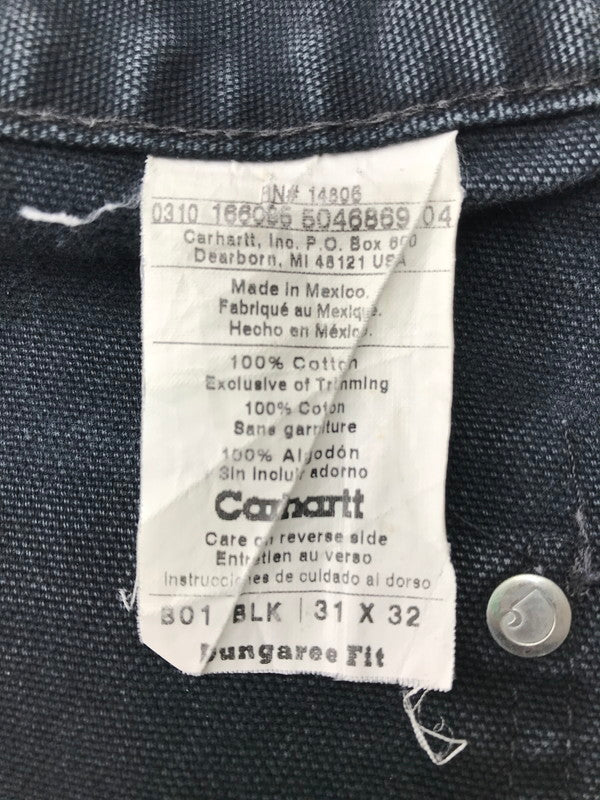 RN# 14806
0310 5046869 04
Carhartt, Inc. P.O. Box 600
Dearborn, MI 48121 USA
Made in Mexico.
Fabriqué au Mexique.
Hecho en México.
100% Cotton
Exclusive of Trimming
100% Coton
Sans garniture
100% Algodón
Sin Incluir adorno
Carhartt
Care on reverse side
Entretien au verso
Instrucciones de cuidado al dorso
B01 BLK | 31 X 32
Dungaree Fit